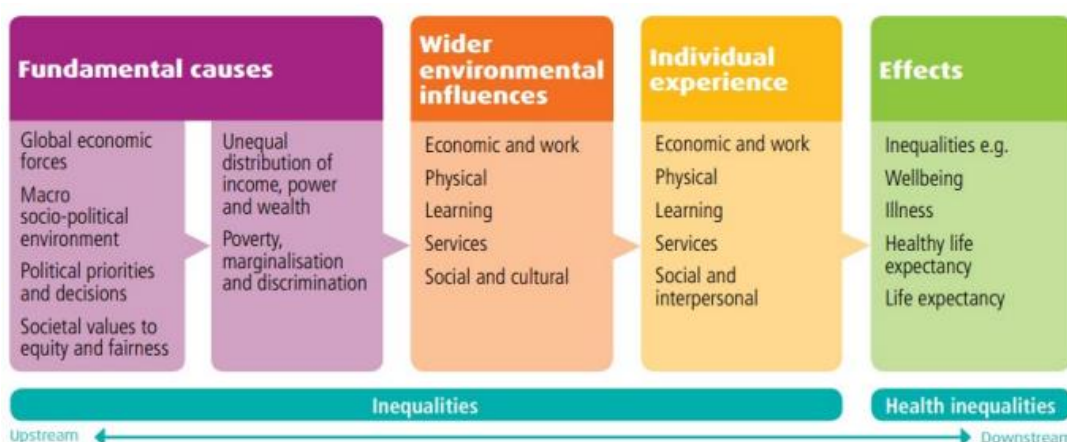 Fundamental causes
Global economic
forces
Macro
socio-political
environment
Political priorities
and decisions
Societal values to
equity and fairness
Unequal
distribution of
income, power
and wealth
Poverty,
marginalisation
and discrimination
Wider
environmental
influences
Economic and work
Physical
Learning
Services
Social and cultural
Individual
experience
Economic and work
Physical
Learning
Services
Social and
interpersonal
Effects
Inequalities e.g.
Wellbeing
Illness
Healthy life
expectancy
Life expectancy
Inequalities
Health inequalities
Upstream
Downstream